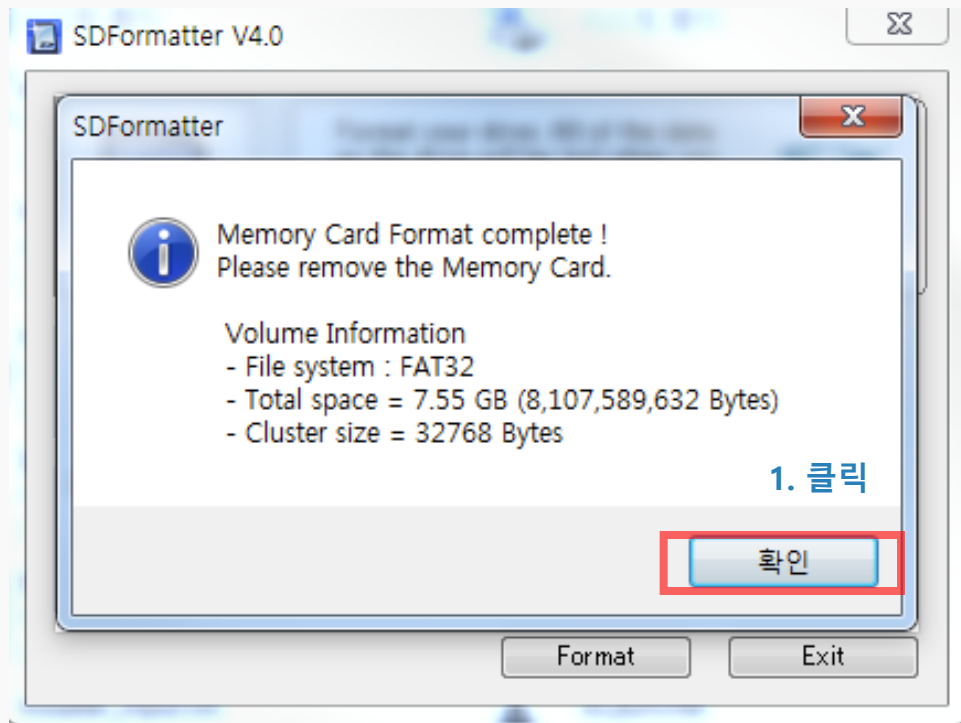 SDFormatter V4.0
SDFormatter
Memory Card Format complete !
Please remove the Memory Card.
Volume Information
- File system : FAT32
- Total space = 7.55 GB (8,107,589,632 Bytes)
- Cluster size = 32768 Bytes
1. 클릭
확인
Format
Exit